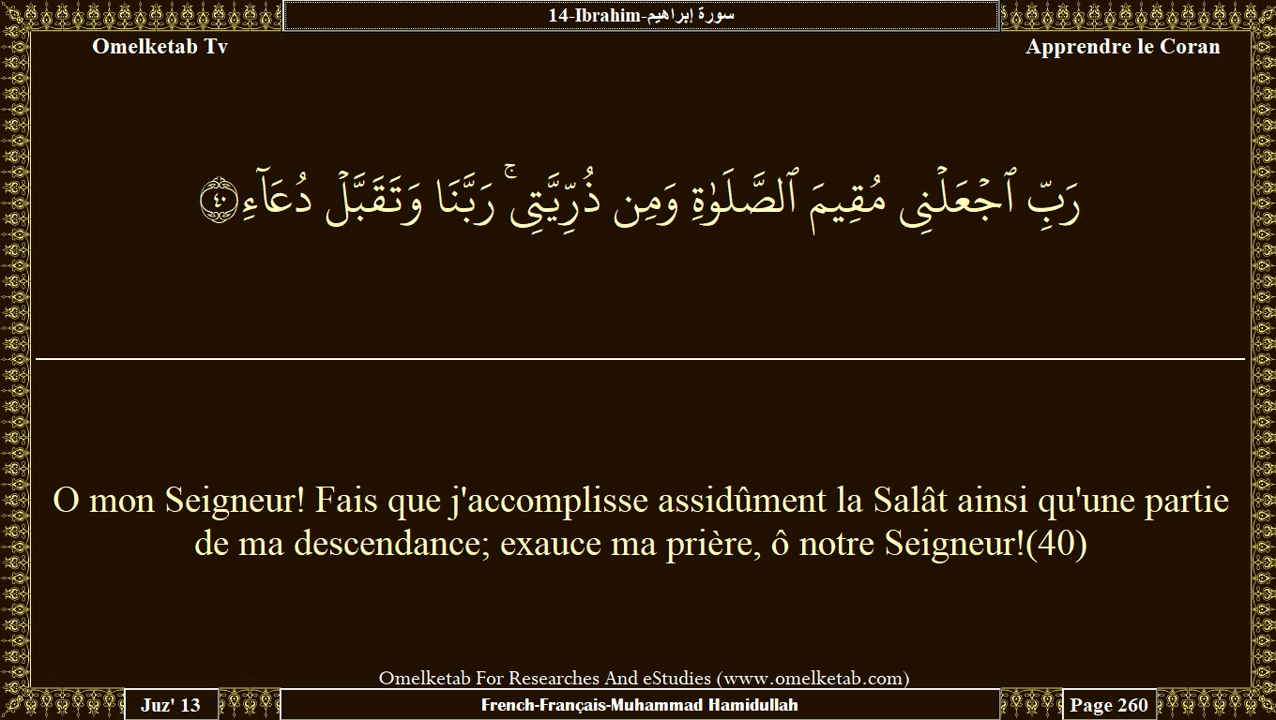 14-Ibrahim-سورة إبراهيم
Omelketab Tv
Apprendre le Coran
رَبِّ ٱجْعَلْنِى مُقِيمَ ٱلصَّلَوٰةِ وَمِن ذُرِّيَّتِى ۚ رَبَّنَا وَتَقَبَّلْ دُعَآءِ ﴿٤٠﴾
O mon Seigneur! Fais que j'accomplisse assidûment la Salât ainsi qu'une partie
de ma descendance; exauce ma prière, ô notre Seigneur!(40)
Omelketab For Researches And eStudies (www.omelketab.com)
Juz' 13
French-Français-Muhammad Hamidullah
Page 260